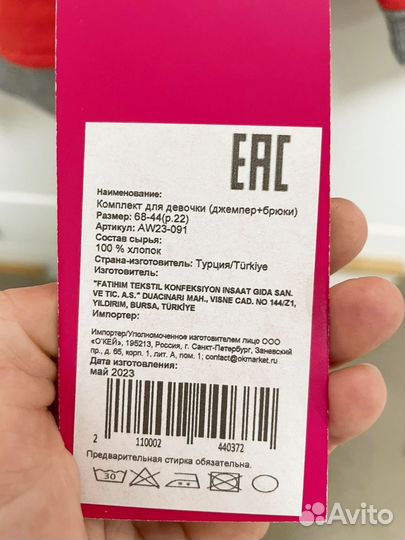 EAC
Наименование:
Комплект для девочки (джемпер+брюки)
Размер: 68-44(р.22)
Артикул: AW23-091
Состав сырья:
100 % хлопок
Страна-изготовитель: Турция/Türkiye
Изготовитель:
"FATIHIM TEKSTIL KONFEKSIYON INSAAT GIDA SAN.
VE TIC. A.S." DUACINARI MAH., VISNE CAD. NO 144/Z1,
YILDIRIM, BURSA, TÜRKİYE
Импортер:
Импортер/Уполномоченное изготовителем лицо ООО
«О'КЕЙ», 195213, Россия, г. Санкт-Петербург, Заневский
пр., д. 65, корп. 1, лит. А, пом. 1; contact@okmarket.ru
Дата изготовления:
май 2023
2 110002 440372
Предварительная стирка обязательна.
30
Avito